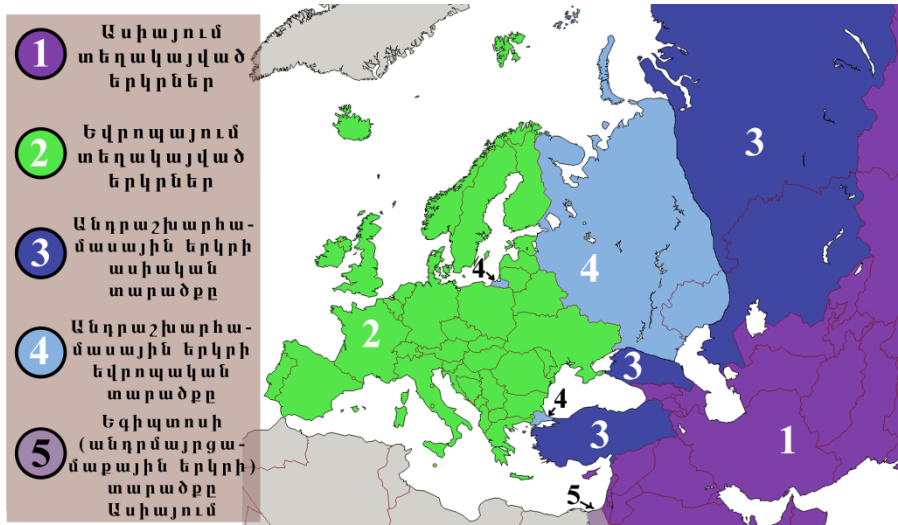 1
Ասիայում
տեղակայված
երկրներ
2
Եվրոպայում
տեղակայված
երկրներ
3
Անդրաշխարհա-
մասային երկրի
ասիական
տարածքը
4
Անդրաշխարհա-
մասային երկրի
եվրոպական
տարածքը
5
Եգիպտոսի
(անդրմայրցա-
մաքային երկրի)
տարածքը
Ասիայում
3
4
4
2
3
4
3
1
5